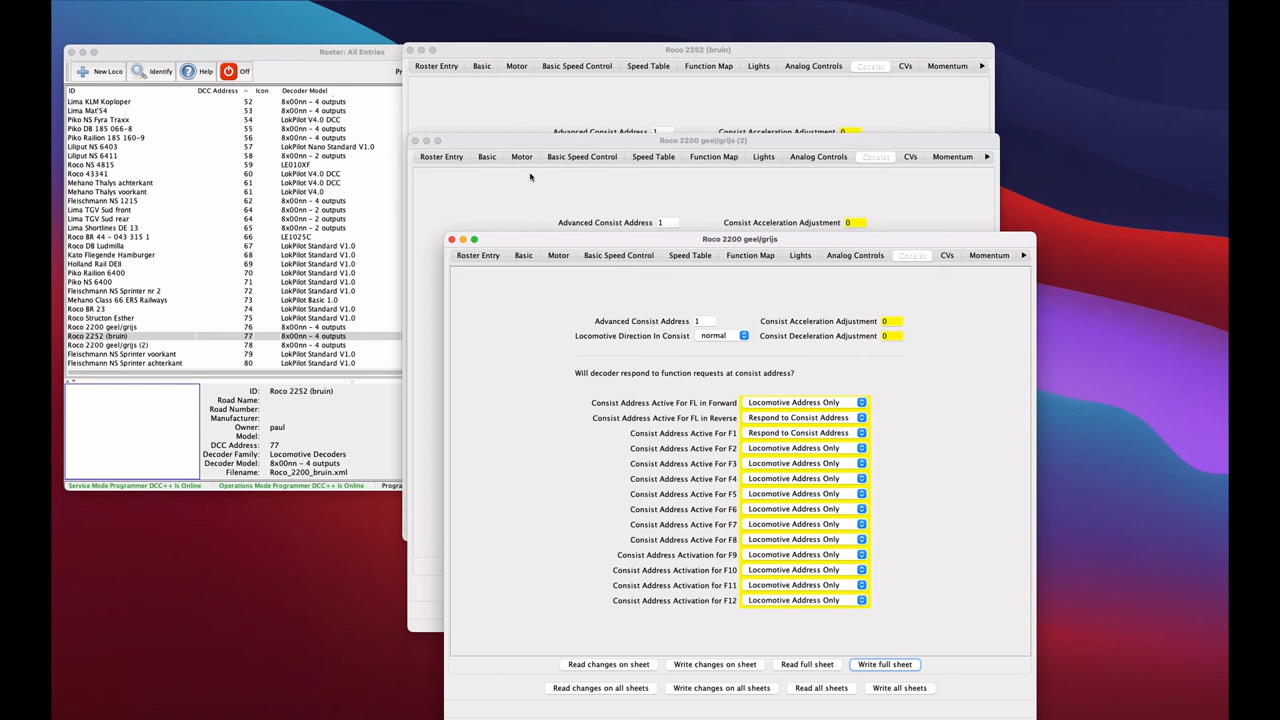 Roster: All Entries
New Loco Identify Help Off Pr
ID DCC Address Icon Decoder Model
Lima KLM Koploper 52 8x00nn - 4 outputs
Lima Mat'54 53 8x00nn - 4 outputs
Piko NS Fyra Traxx 54 LokPilot V4.0 DCC
Piko DB 185 066-8 55 8x00nn - 4 outputs
Piko Railion 185 160-9 56 8x00nn - 4 outputs
Liliput NS 6403 57 LokPilot Nano Standard V1.0
Liliput NS 6411 58 8x00nn - 2 outputs
Roco NS 4815 59 LE010XF
Roco 43341 60 LokPilot V4.0 DCC
Mehano Thalys achterkant 61 LokPilot V4.0 DCC
Mehano Thalys voorkant 61 LokPilot V4.0
Fleischmann NS 1215 62 8x00nn - 4 outputs
Lima TGV Sud front 64 8x00nn - 2 outputs
Lima TGV Sud rear 64 8x00nn - 2 outputs
Lima Shortlines DE 13 65 8x00nn - 4 outputs
Roco BR 44 - 043 315 1 66 LE1025C
Roco DB Ludmilla 67 LokPilot Standard V1.0
Kato Fliegende Hamburger 68 LokPilot Standard V1.0
Holland Rail DEII 69 LokPilot Standard V1.0
Piko Railion 6400 70 LokPilot Standard V1.0
Piko NS 6400 71 LokPilot Standard V1.0
Fleischmann NS Sprinter nr 2 72 LokPilot Standard V1.0
Mehano Class 66 ERS Railways 73 LokPilot Basic 1.0
Roco BR 23 74 LokPilot Standard V1.0
Roco Structon Esther 75 LokPilot Standard V1.0
Roco 2200 geel/grijs 76 LokPilot Standard V1.0
Roco 2252 (bruin) 77 8x00nn - 4 outputs
Roco 2200 geel/grijs (2) 78 8x00nn - 4 outputs
Fleischmann NS Sprinter voorkant 79 LokPilot Standard V1.0
Fleischmann NS Sprinter achterkant 80 LokPilot Standard V1.0
ID: Roco 2252 (bruin)
Road Name:
Road Number:
Manufacturer:
Owner: paul
Model:
DCC Address: 77
Decoder Family: Locomotive Decoders
Decoder Model: 8x00nn - 4 outputs
Filename: Roco_2200_bruin.xml
Service Mode Programmer DCC++ Is Online Operations Mode Programmer DCC++ Is Online Progra
Roco 2252 (bruin)
Roster Entry Basic Motor Basic Speed Control Speed Table Function Map Lights Analog Controls Consist CVs Momentum
Advanced Consist Address 1 Consist Acceleration Adjustment 0
Roco 2200 geel/grijs (2)
Roster Entry Basic Motor Basic Speed Control Speed Table Function Map Lights Analog Controls Consist CVs Momentum
Advanced Consist Address 1 Consist Acceleration Adjustment 0
Roco 2200 geel/grijs
Roster Entry Basic Motor Basic Speed Control Speed Table Function Map Lights Analog Controls Consist CVs Momentum
Advanced Consist Address 1 Consist Acceleration Adjustment 0
Locomotive Direction In Consist normal Consist Deceleration Adjustment 0
Will decoder respond to function requests at consist address?
Consist Address Active For FL in Forward Locomotive Address Only
Consist Address Active For FL in Reverse Respond to Consist Address
Consist Address Active For F1 Respond to Consist Address
Consist Address Active For F2 Locomotive Address Only
Consist Address Active For F3 Locomotive Address Only
Consist Address Active For F4 Locomotive Address Only
Consist Address Active For F5 Locomotive Address Only
Consist Address Active For F6 Locomotive Address Only
Consist Address Active For F7 Locomotive Address Only
Consist Address Active For F8 Locomotive Address Only
Consist Address Activation for F9 Locomotive Address Only
Consist Address Activation for F10 Locomotive Address Only
Consist Address Activation for F11 Locomotive Address Only
Consist Address Activation for F12 Locomotive Address Only
Read changes on sheet Write changes on sheet Read full sheet Write full sheet
Read changes on all sheets Write changes on all sheets Read all sheets Write all sheets